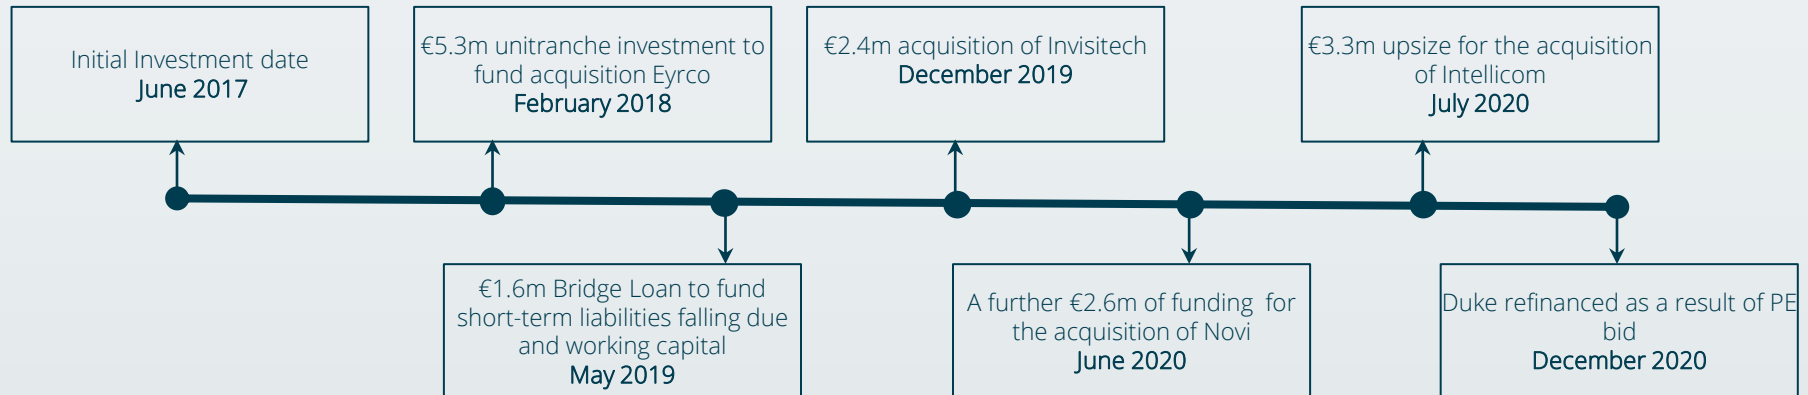 Initial Investment date
June 2017
€5.3m unitranche investment to
fund acquisition Eyrco
February 2018
€2.4m acquisition of Invisitech
December 2019
€3.3m upsize for the acquisition
of Intellicom
July 2020
€1.6m Bridge Loan to fund
short-term liabilities falling due
and working capital
May 2019
A further €2.6m of funding for
the acquisition of Novi
June 2020
Duke refinanced as a result of PE
bid
December 2020